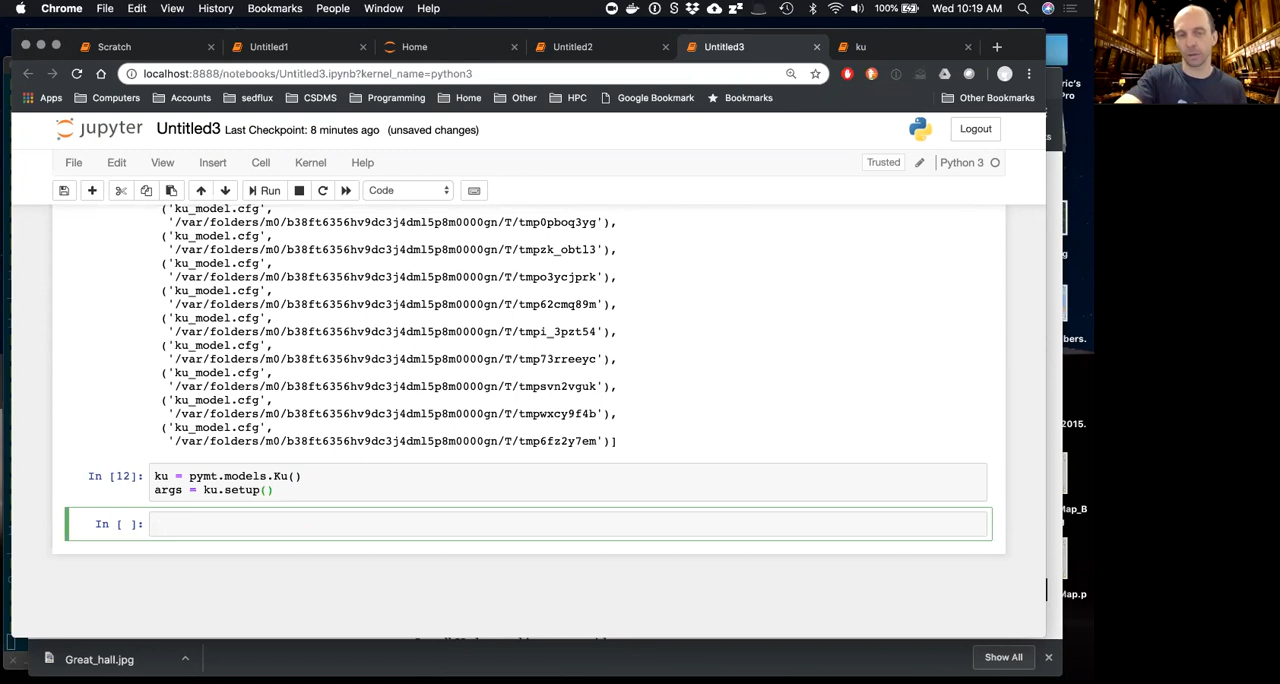 Chrome File Edit View History Bookmarks People Window Help 100% Wed 10:19 AM
Scratch Untitled1 Home Untitled2 Untitled3 ku
localhost:8888/notebooks/Untitled3.ipynb?kernel_name=python3
Apps Computers Accounts sedflux CSDMS Programming Home Other HPC Google Bookmark Bookmarks Other Bookmarks
jupyter Untitled3 Last Checkpoint: 8 minutes ago (unsaved changes) Logout
File Edit View Insert Cell Kernel Help Trusted Python 3
Run Code
('ku_model.cfg',
'/var/folders/m0/b38ft6356hv9dc3j4dml5p8m0000gn/T/tmp0pboq3yg'),
('ku_model.cfg',
'/var/folders/m0/b38ft6356hv9dc3j4dml5p8m0000gn/T/tmpzk_obtl3'),
('ku_model.cfg',
'/var/folders/m0/b38ft6356hv9dc3j4dml5p8m0000gn/T/tmpo3ycjprk'),
('ku_model.cfg',
'/var/folders/m0/b38ft6356hv9dc3j4dml5p8m0000gn/T/tmp62cmq89m'),
('ku_model.cfg',
'/var/folders/m0/b38ft6356hv9dc3j4dml5p8m0000gn/T/tmpi_3pzt54'),
('ku_model.cfg',
'/var/folders/m0/b38ft6356hv9dc3j4dml5p8m0000gn/T/tmp73rreeyc'),
('ku_model.cfg',
'/var/folders/m0/b38ft6356hv9dc3j4dml5p8m0000gn/T/tmpsvn2vguk'),
('ku_model.cfg',
'/var/folders/m0/b38ft6356hv9dc3j4dml5p8m0000gn/T/tmpwxcy9f4b'),
('ku_model.cfg',
'/var/folders/m0/b38ft6356hv9dc3j4dml5p8m0000gn/T/tmp6fz2y7em')]
In [12]: ku = pymt.models.Ku()
args = ku.setup()
In [ ]:
ric's
Pro
bers.
2015.
Map_B
Map.p
Great_hall.jpg Show All